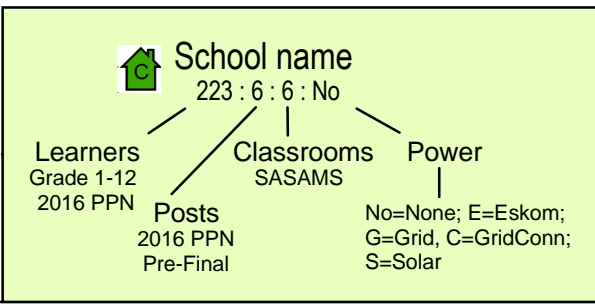 C
School name
223 : 6 : 6 : No
Learners
Grade 1-12
2016 PPN
Posts
2016 PPN
Pre-Final
Classrooms
SASAMS
Power
No=None; E=Eskom;
G=Grid, C=GridConn;
S=Solar